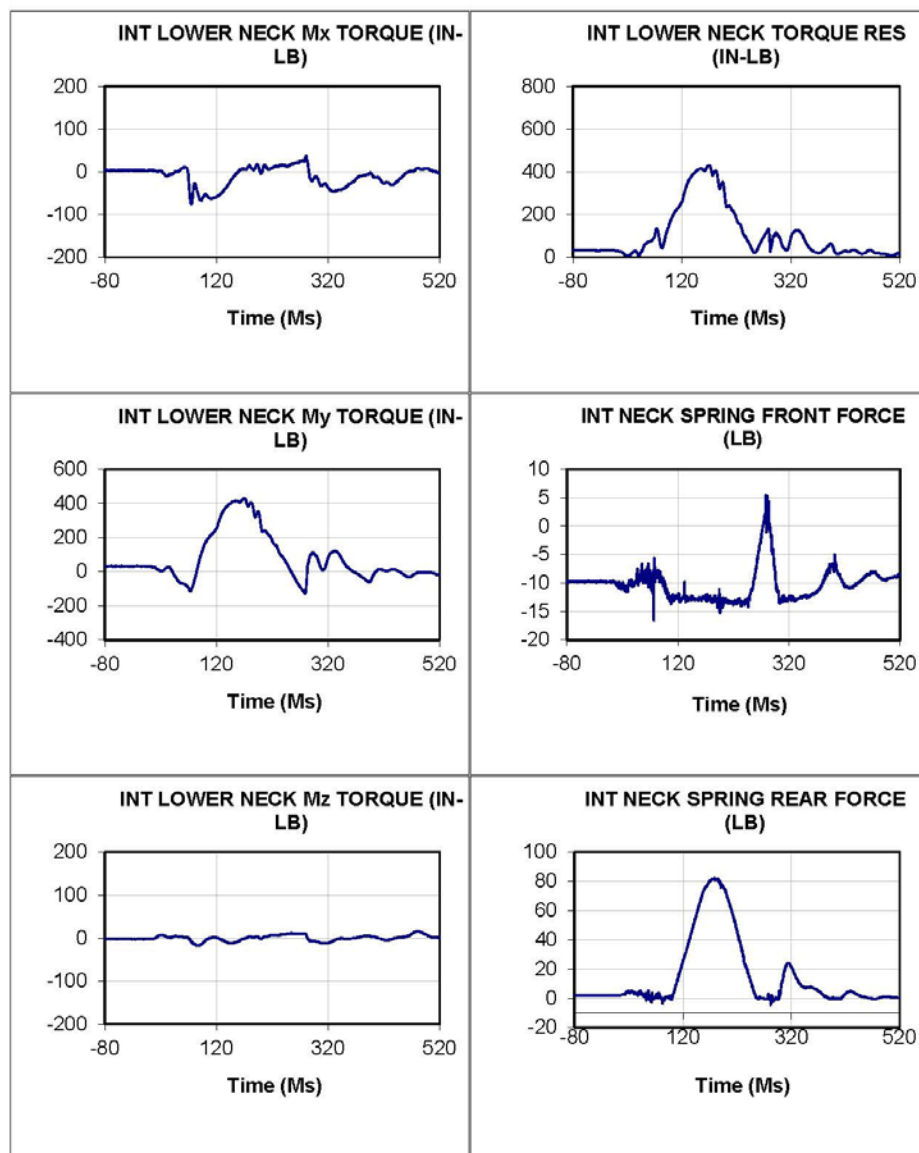 INT LOWER NECK Mx TORQUE (IN-
LB)
200
100
0
-100
-200
-80 120 320 520
Time (Ms)
INT LOWER NECK TORQUE RES
(IN-LB)
800
600
400
200
0
-80 120 320 520
Time (Ms)
INT LOWER NECK My TORQUE (IN-
LB)
600
400
200
0
-200
-400
-80 120 320 520
Time (Ms)
INT NECK SPRING FRONT FORCE
(LB)
10
5
0
-5
-10
-15
-20
-80 120 320 520
Time (Ms)
INT LOWER NECK Mz TORQUE (IN-
LB)
200
100
0
-100
-200
-80 120 320 520
Time (Ms)
INT NECK SPRING REAR FORCE
(LB)
100
80
60
40
20
0
-20
-80 120 320 520
Time (Ms)